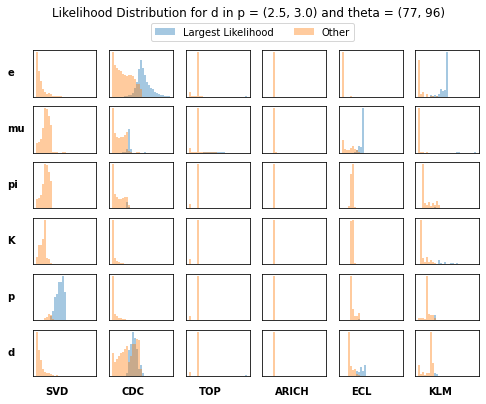 Likelihood Distribution for d in p = (2.5, 3.0) and theta = (77, 96)
Largest Likelihood Other
e
mu
pi
K
p
d
SVD CDC TOP ARICH ECL KLM